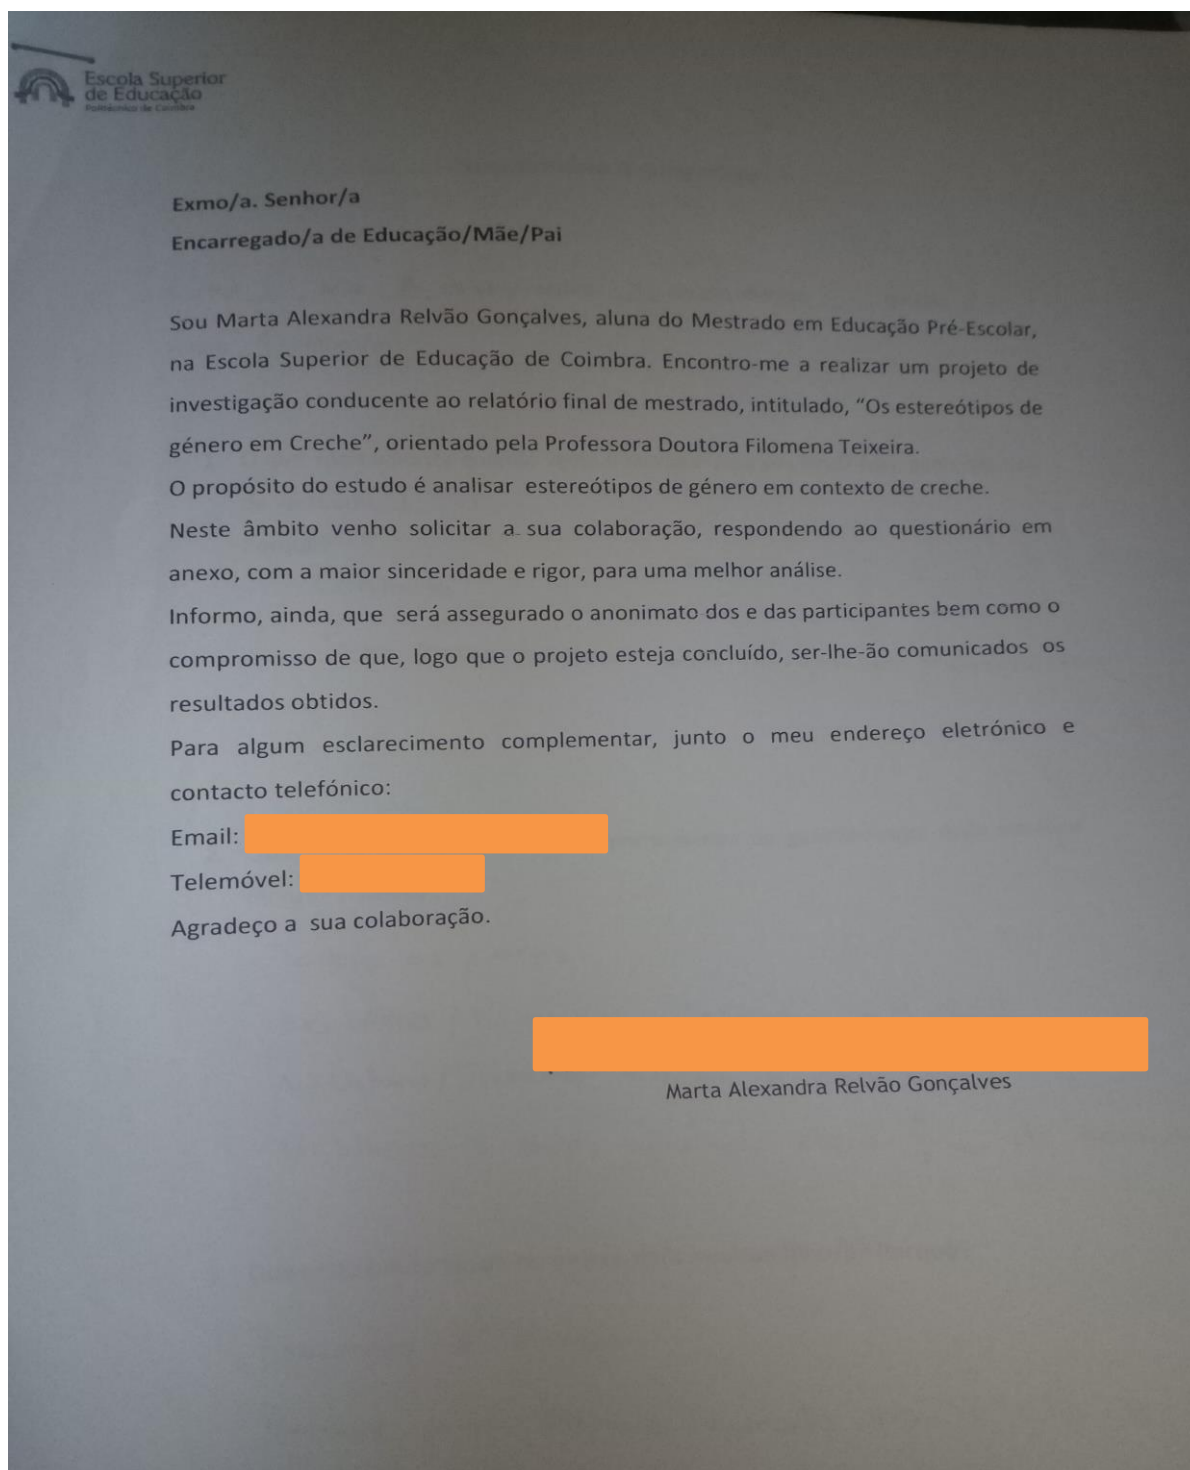 Escola Superior
de Educação
Politécnico de Coimbra
Exmo/a. Senhor/a
Encarregado/a de Educação/Mãe/Pai
Sou Marta Alexandra Relvão Gonçalves, aluna do Mestrado em Educação Pré-Escolar,
na Escola Superior de Educação de Coimbra. Encontro-me a realizar um projeto de
investigação conducente ao relatório final de mestrado, intitulado, “Os estereótipos de
género em Creche”, orientado pela Professora Doutora Filomena Teixeira.
O propósito do estudo é analisar estereótipos de género em contexto de creche.
Neste âmbito venho solicitar a sua colaboração, respondendo ao questionário em
anexo, com a maior sinceridade e rigor, para uma melhor análise.
Informo, ainda, que será assegurado o anonimato dos e das participantes bem como o
compromisso de que, logo que o projeto esteja concluído, ser-lhe-ão comunicados os
resultados obtidos.
Para algum esclarecimento complementar, junto o meu endereço eletrónico e
contacto telefónico:
Email:
Telemóvel:
Agradeço a sua colaboração.
Marta Alexandra Relvão Gonçalves